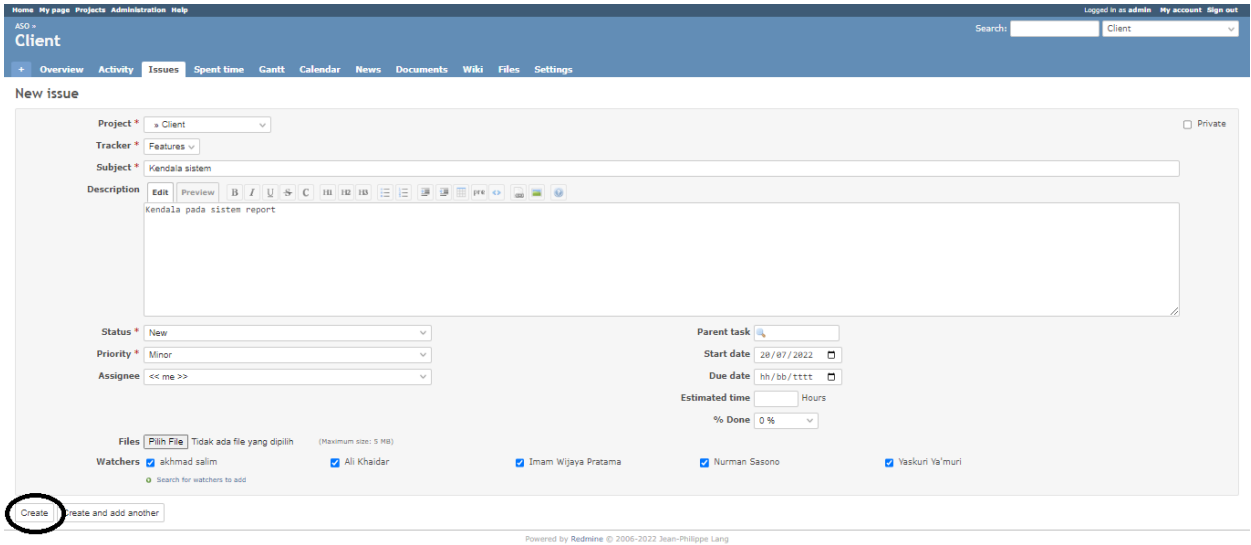 Home My page Projects Administration Help Logged in as admin My account Sign out
ASO »
Client
Search: Client
+ Overview Activity Issues Spent time Gantt Calendar News Documents Wiki Files Settings
New issue
Project * » Client Private
Tracker * Features
Subject * Kendala sistem
Description Edit Preview B I U S C H1 H2 H3 PRE <>
Kendala pada sistem report
Status * New Parent task
Priority * Minor Start date 20/07/2022
Assignee << me >> Due date hh/bb/tttt
Estimated time Hours
% Done 0 %
Files Pilih File Tidak ada file yang dipilih (Maximum size: 5 MB)
Watchers akhmad salim Ali Khaidar Imam Wijaya Pratama Nurman Sasono Yaskuri Ya'muri
Search for watchers to add
Create Create and add another
Powered by Redmine © 2006-2022 Jean-Philippe Lang